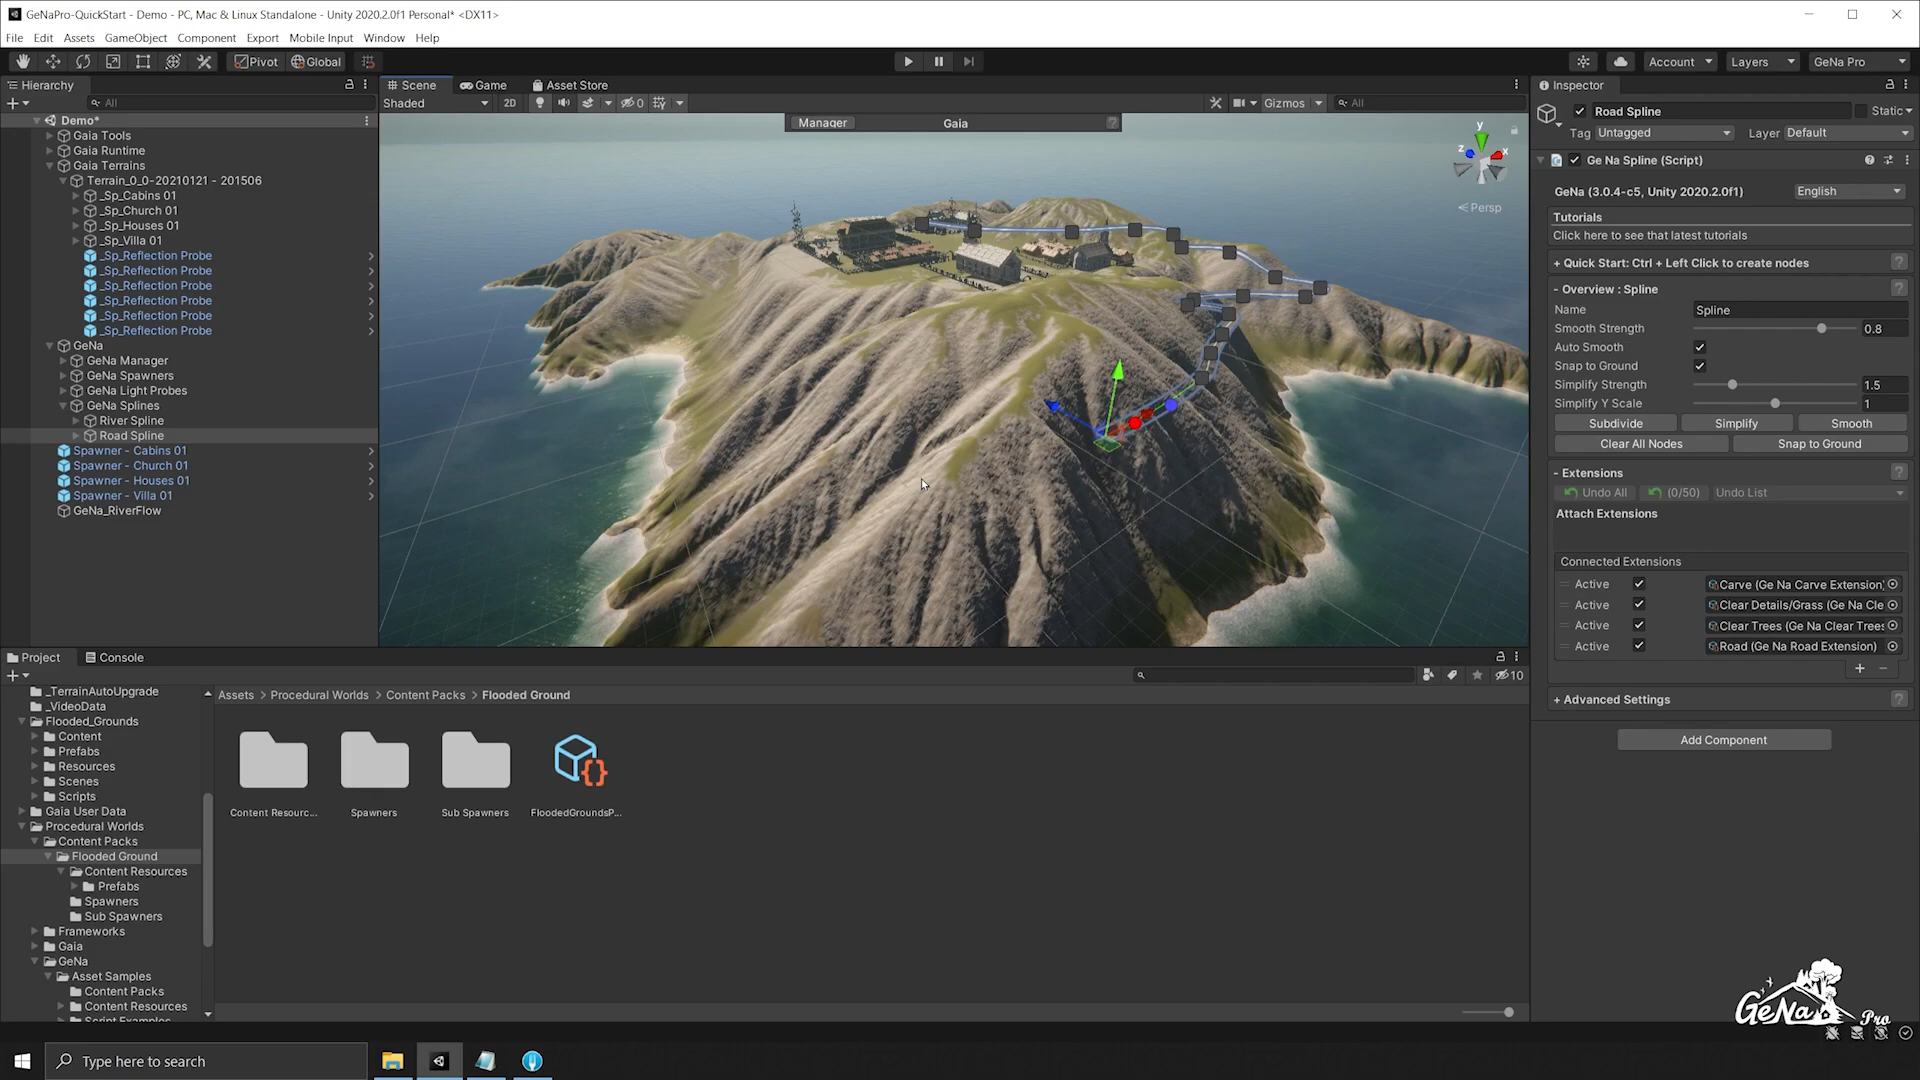 GeNaPro-QuickStart - Demo - PC, Mac & Linux Standalone - Unity 2020.2.0f1 Personal* <DX11>
File Edit Assets GameObject Component Export Mobile Input Window Help
Pivot Global Account Layers GeNa Pro
Hierarchy
All
Demo*
Gaia Tools
Gaia Runtime
Gaia Terrains
Terrain_0_0-20210121 - 201506
_Sp_Cabins 01
_Sp_Church 01
_Sp_Houses 01
_Sp_Villa 01
_Sp_Reflection Probe
_Sp_Reflection Probe
_Sp_Reflection Probe
_Sp_Reflection Probe
_Sp_Reflection Probe
_Sp_Reflection Probe
GeNa
GeNa Manager
GeNa Spawners
GeNa Light Probes
GeNa Splines
River Spline
Road Spline
Spawner - Cabins 01
Spawner - Church 01
Spawner - Houses 01
Spawner - Villa 01
GeNa_RiverFlow
Scene Game Asset Store
Shaded 2D 0 Gizmos All
Manager Gaia
y
z x
Persp
Inspector
Road Spline Static
Tag Untagged Layer Default
Ge Na Spline (Script)
GeNa (3.0.4-c5, Unity 2020.2.0f1) English
Tutorials
Click here to see that latest tutorials
+ Quick Start: Ctrl + Left Click to create nodes ?
- Overview : Spline ?
Name Spline
Smooth Strength 0.8
Auto Smooth
Snap to Ground
Simplify Strength 1.5
Simplify Y Scale 1
Subdivide Simplify Smooth
Clear All Nodes Snap to Ground
- Extensions ?
Undo All (0/50) Undo List
Attach Extensions
Connected Extensions
Active Carve (Ge Na Carve Extension)
Active Clear Details/Grass (Ge Na Cle
Active Clear Trees (Ge Na Clear Trees
Active Road (Ge Na Road Extension)
+ −
+ Advanced Settings ?
Add Component
Project Console
10
_TerrainAutoUpgrade
_VideoData
Flooded_Grounds
Content
Prefabs
Resources
Scenes
Scripts
Gaia User Data
Procedural Worlds
Content Packs
Flooded Ground
Content Resources
Prefabs
Spawners
Sub Spawners
Frameworks
Gaia
GeNa
Asset Samples
Content Packs
Content Resources
Script Examples
Assets > Procedural Worlds > Content Packs > Flooded Ground
Content Resourc...
Spawners
Sub Spawners
FloodedGroundsP...
GeNa Pro
Type here to search